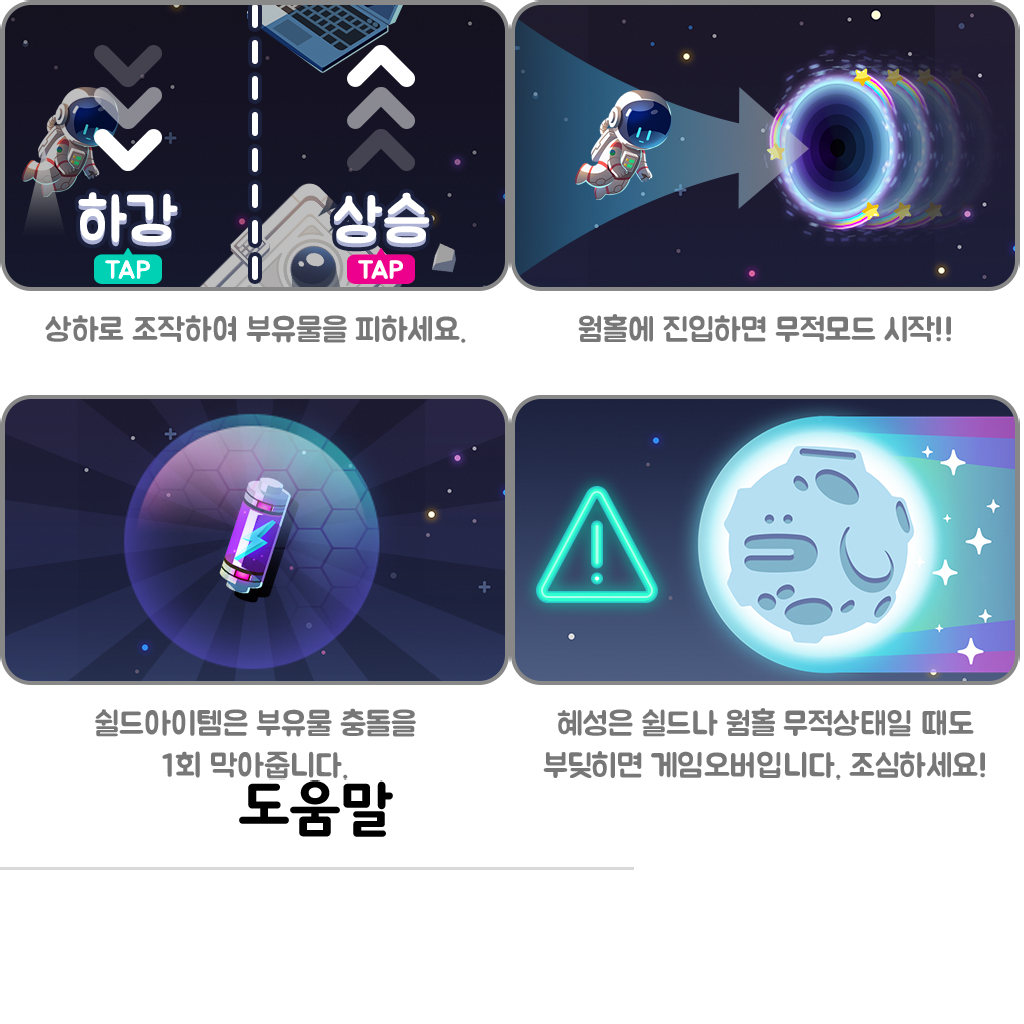 하강
상승
TAP
TAP
상하로 조작하여 부유물을 피하세요.
웜홀에 진입하면 무적모드 시작!!
쉴드아이템은 부유물 충돌을
1회 막아줍니다.
혜성은 쉴드나 웜홀 무적상태일 때도
부딪히면 게임오버입니다. 조심하세요!
도움말